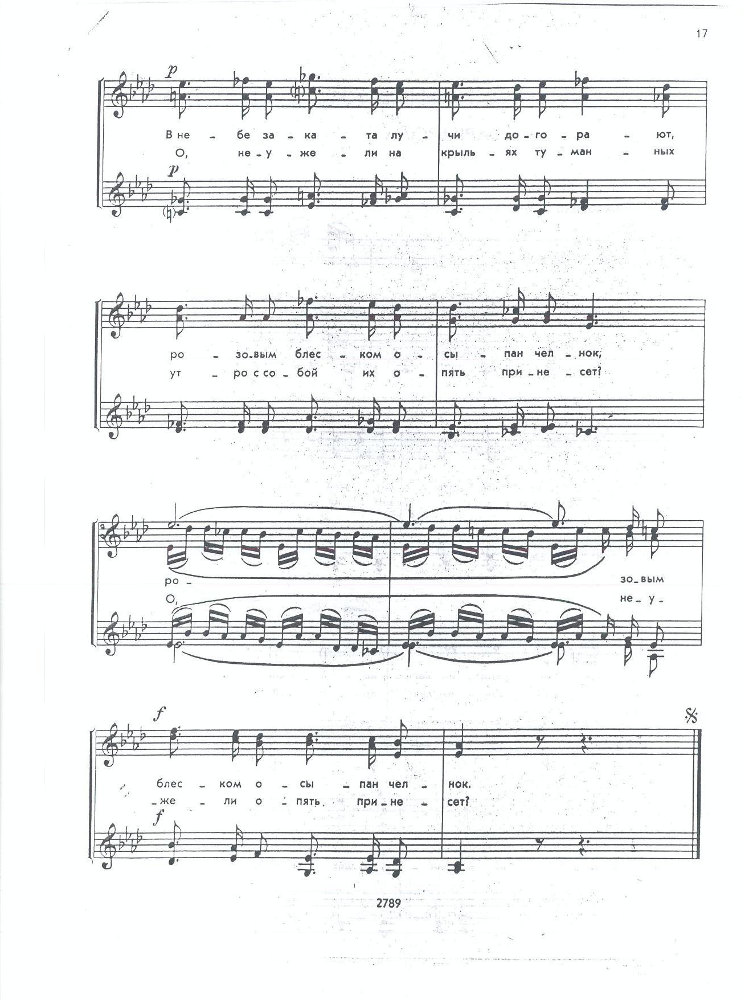 17
p
В не - бе за - ка - та лу - чи до - го - ра - ют,
О, не - у - же - ли на крыль - ях ту - ман - ных
p
ро - зо - вым блес - ком о - сы - пан чел - нок;
ут - ро с со - бой их о - пять при - не - сет?
ро - зо - вым
О, не - у -
f
блес - ком о - сы - пан чел - нок.
- же - ли о - пять при - не - сет?
f
2789